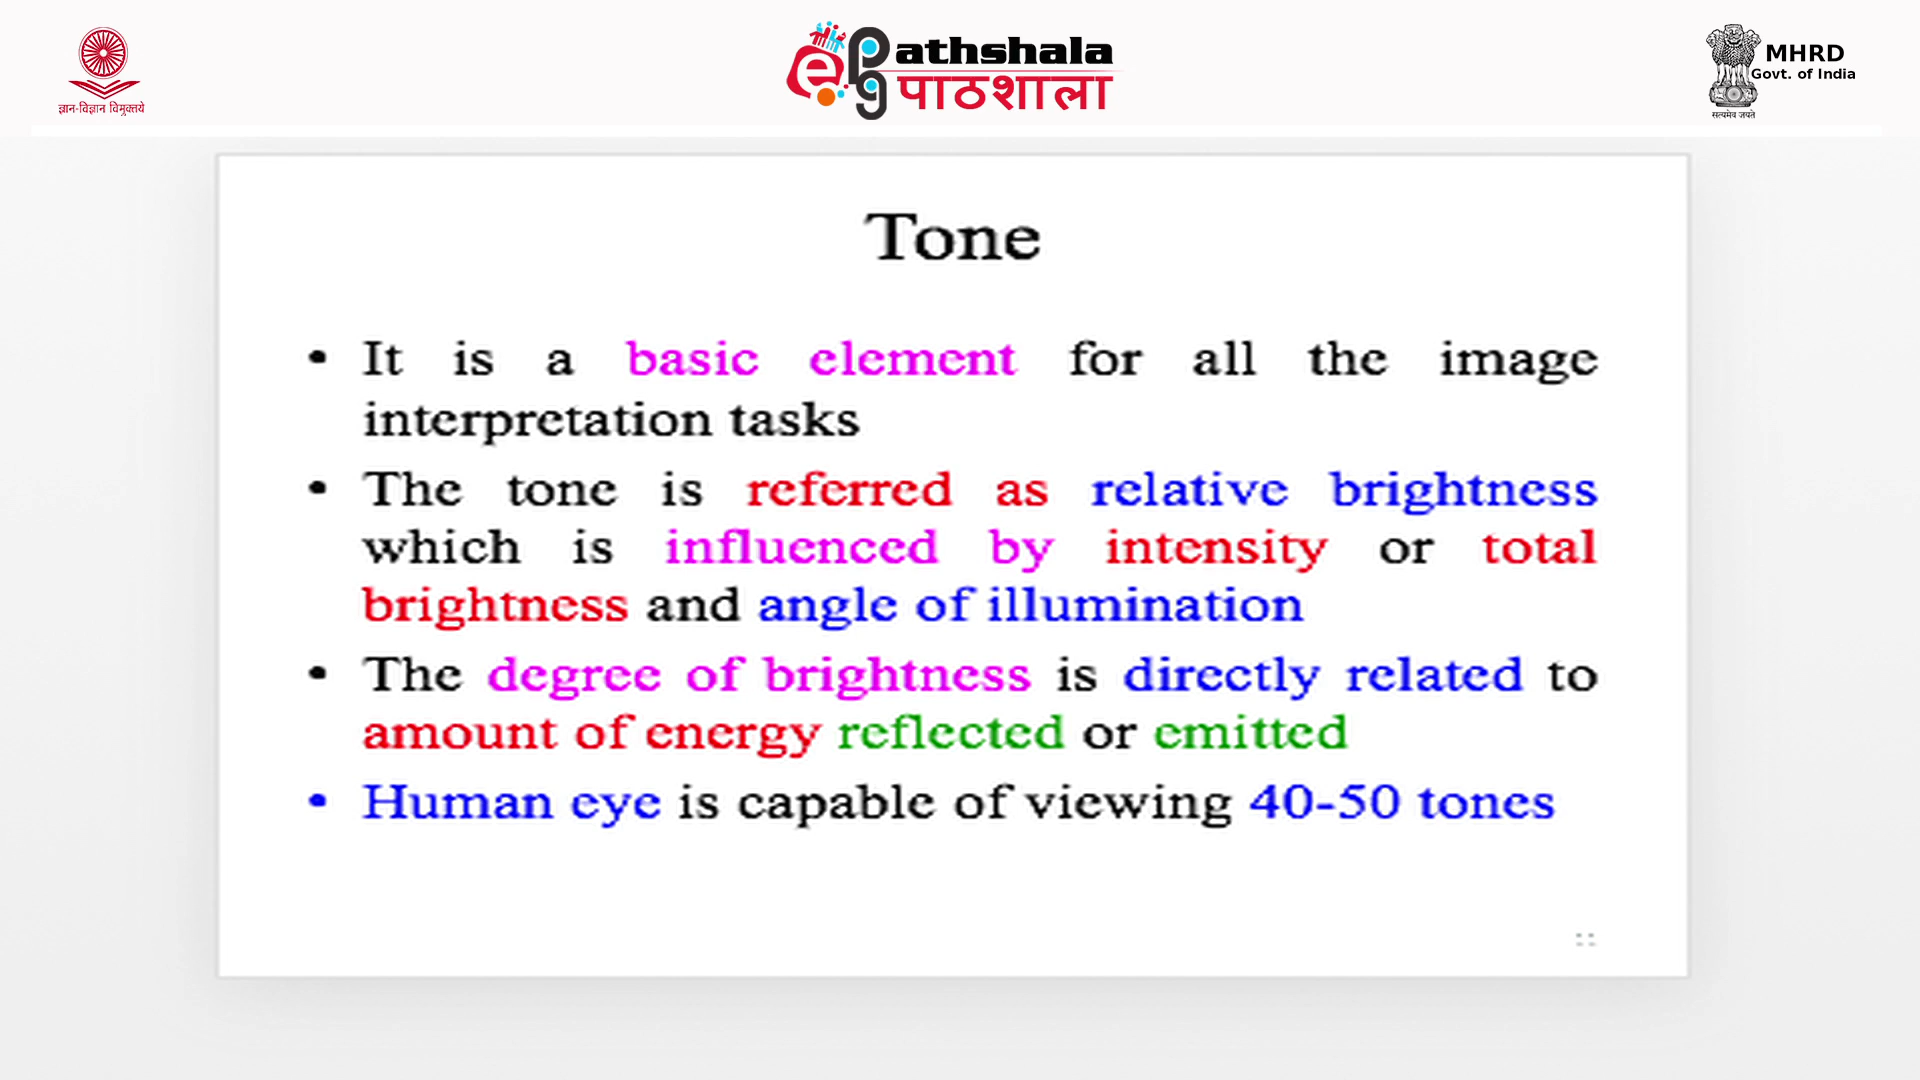 ज्ञान-विज्ञान विमुक्तये
ePGathshala
पाठशाला
MHRD
Govt. of India
सत्यमेव जयते
Tone
• It is a basic element for all the image
interpretation tasks
• The tone is referred as relative brightness
which is influenced by intensity or total
brightness and angle of illumination
• The degree of brightness is directly related to
amount of energy reflected or emitted
• Human eye is capable of viewing 40-50 tones